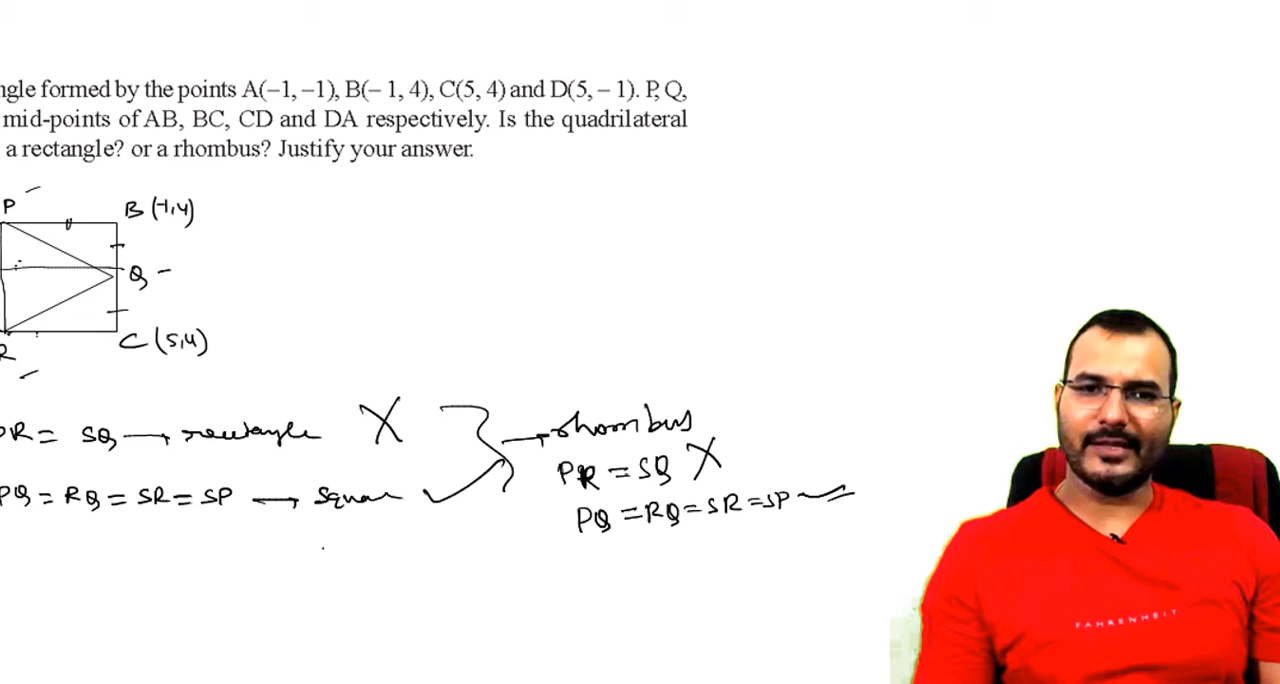 ngle formed by the points A(–1, –1), B(– 1, 4), C(5, 4) and D(5, – 1). P, Q,
mid-points of AB, BC, CD and DA respectively. Is the quadrilateral
a rectangle? or a rhombus? Justify your answer.
P
B (-1,4)
Q
C (5,4)
R
PR = SQ → rectangle X
PQ = RQ = SR = SP → Square
→ rhombus
PR = SQ X
PQ = RQ = SR = SP
FAHRENHEIT